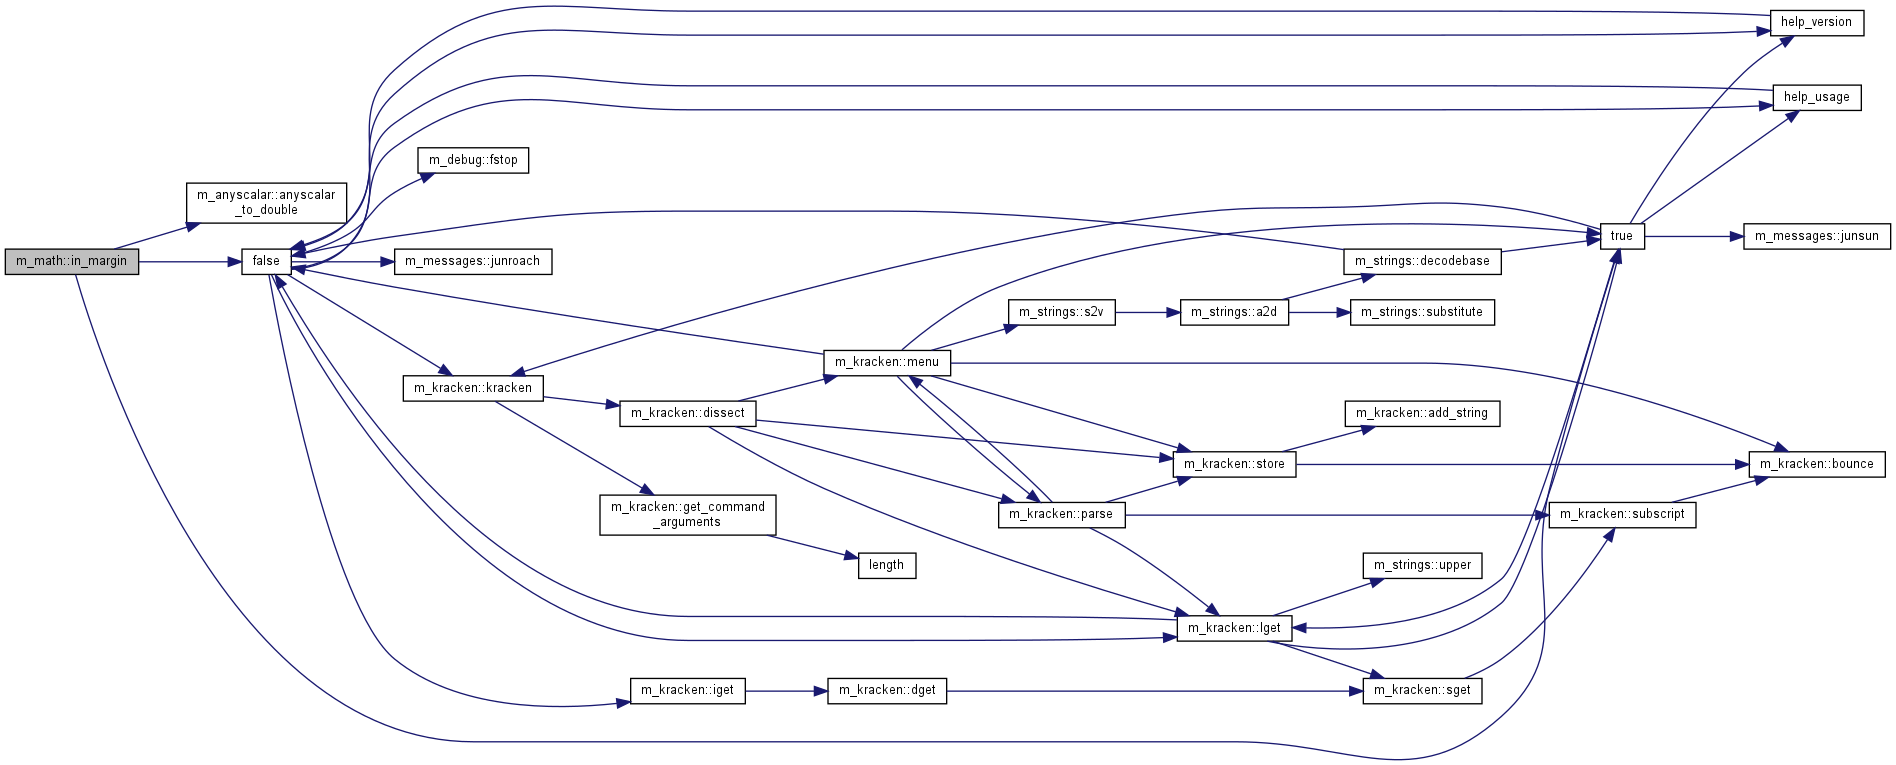 help_version
help_usage
m_debug::fstop
m_anyscalar::anyscalar
_to_double
true
m_messages::junsun
m_math::in_margin
false
m_messages::junroach
m_strings::decodebase
m_strings::s2v
m_strings::a2d
m_strings::substitute
m_kracken::menu
m_kracken::kracken
m_kracken::dissect
m_kracken::add_string
m_kracken::store
m_kracken::bounce
m_kracken::get_command
_arguments
m_kracken::parse
m_kracken::subscript
length
m_strings::upper
m_kracken::lget
m_kracken::iget
m_kracken::dget
m_kracken::sget